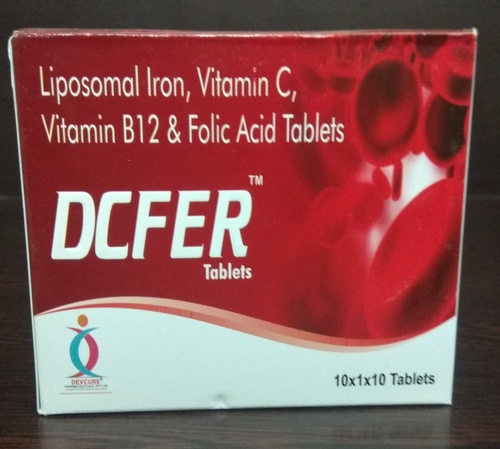 Liposomal Iron, Vitamin C,
Vitamin B12 & Folic Acid Tablets
DCFER™
Tablets
DEVCURE
10x1x10 Tablets